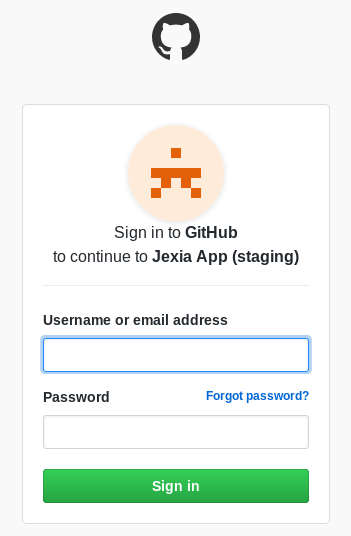 Sign in to GitHub
to continue to Jexia App (staging)
Username or email address
Password
Forgot password?
Sign in